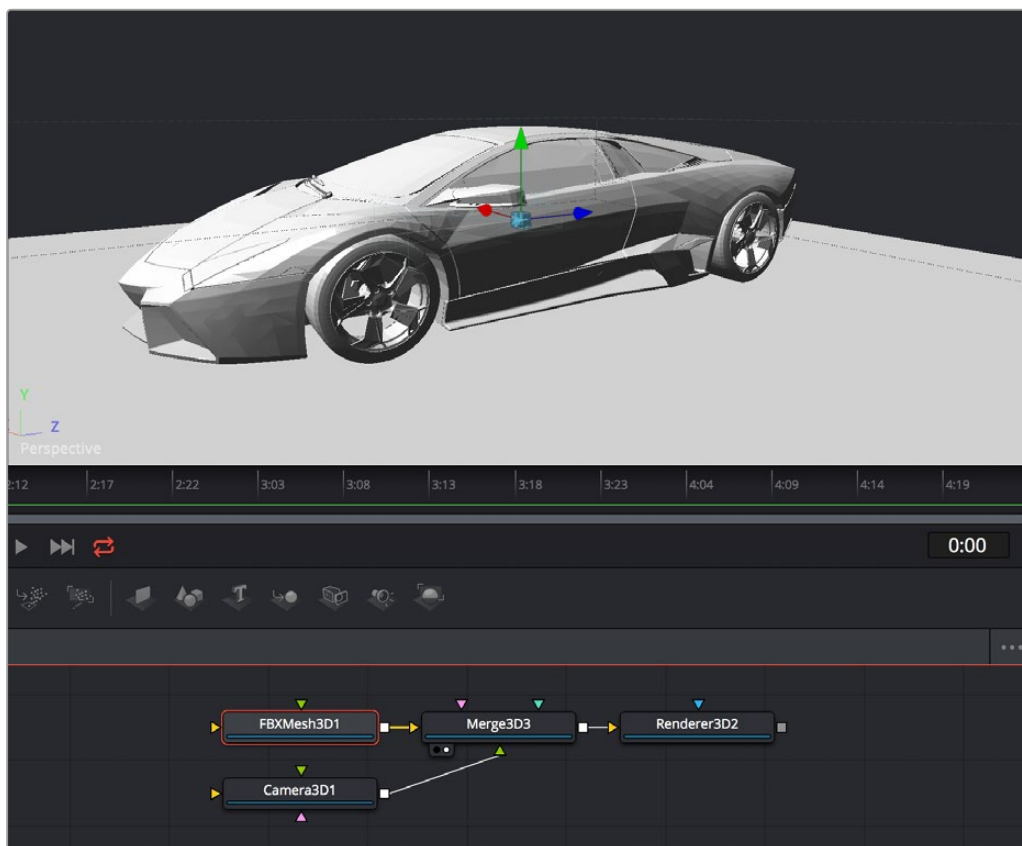 Y
Z
Perspective
2:12 2:17 2:22 3:03 3:08 3:13 3:18 3:23 4:04 4:09 4:14 4:19
0:00
T
FBXMesh3D1 Merge3D3 Renderer3D2
Camera3D1